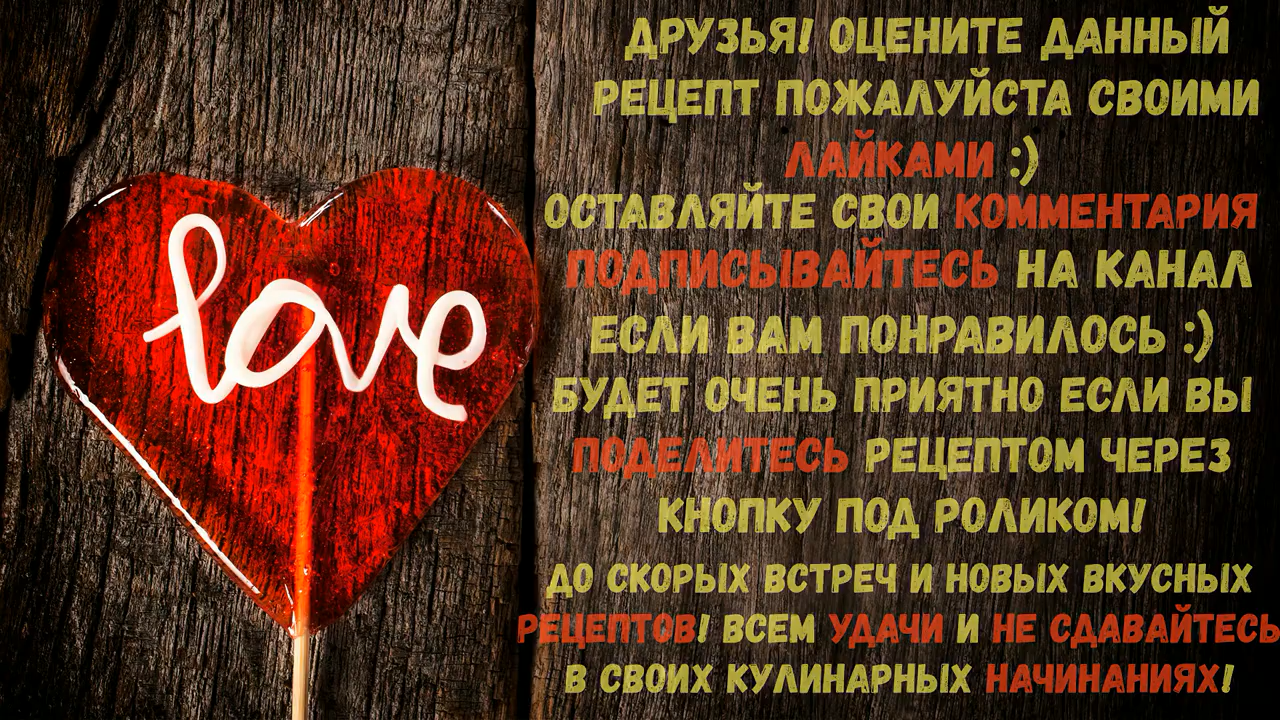 love
ДРУЗЬЯ! ОЦЕНИТЕ ДАННЫЙ
РЕЦЕПТ ПОЖАЛУЙСТА СВОИМИ
ЛАЙКАМИ :)
ОСТАВЛЯЙТЕ СВОИ КОММЕНТАРИЯ
ПОДПИСЫВАЙТЕСЬ НА КАНАЛ
ЕСЛИ ВАМ ПОНРАВИЛОСЬ :)
БУДЕТ ОЧЕНЬ ПРИЯТНО ЕСЛИ ВЫ
ПОДЕЛИТЕСЬ РЕЦЕПТОМ ЧЕРЕЗ
КНОПКУ ПОД РОЛИКОМ!
ДО СКОРЫХ ВСТРЕЧ И НОВЫХ ВКУСНЫХ
РЕЦЕПТОВ! ВСЕМ УДАЧИ И НЕ СДАВАЙТЕСЬ
В СВОИХ КУЛИНАРНЫХ НАЧИНАНИЯХ!